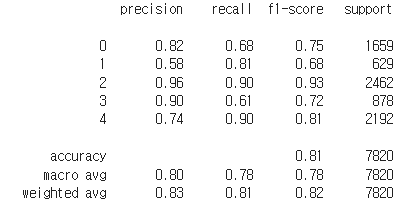 precision recall f1-score support
0 0.82 0.68 0.75 1659
1 0.58 0.81 0.68 629
2 0.96 0.90 0.93 2462
3 0.90 0.61 0.72 878
4 0.74 0.90 0.81 2192
accuracy 0.81 7820
macro avg 0.80 0.78 0.78 7820
weighted avg 0.83 0.81 0.82 7820